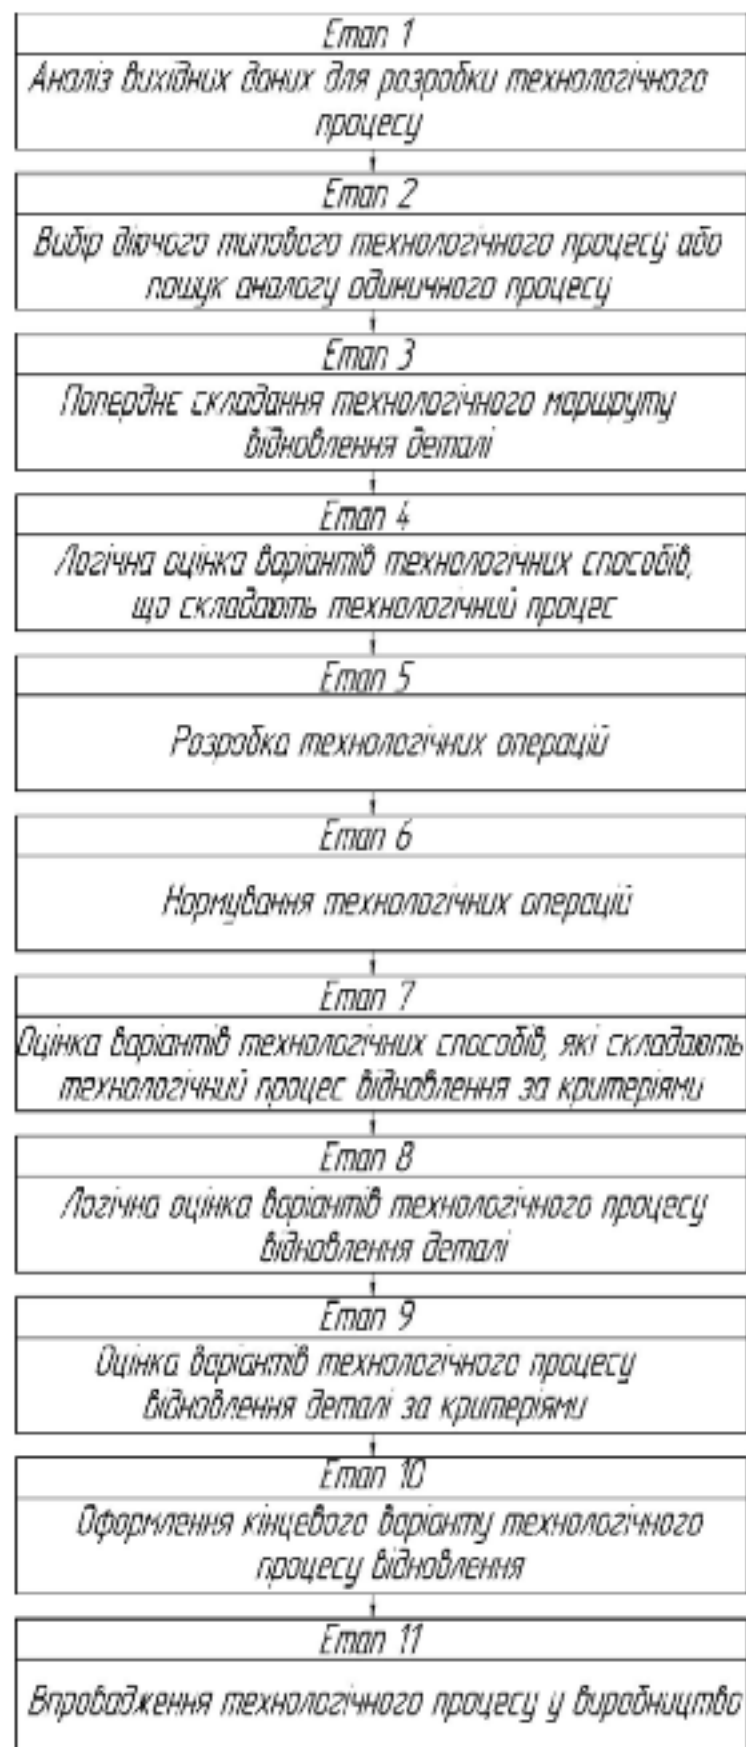 Етап 1
Аналіз вихідних даних для розробки технологічного
процесу
Етап 2
Вибір діючого типового технологічного процесу або
пошук аналогу одиничного процесу
Етап 3
Поперднє складання технологічного маршруту
відновлення деталі
Етап 4
Логічна оцінка варіантів технологічних способів,
що складають технологічний процес
Етап 5
Розробка технологічних операцій
Етап 6
Нормування технологічних операцій
Етап 7
Оцінка варіантів технологічних способів, які складають
технологічний процес відновлення за критеріями
Етап 8
Логічна оцінка варіантів технологічного процесу
відновлення деталі
Етап 9
Оцінка варіантів технологічного процесу
відновлення деталі за критеріями
Етап 10
Оформлення кінцевого варіанту технологічного
процесу відновлення
Етап 11
Впровадження технологічного процесу у виробництво